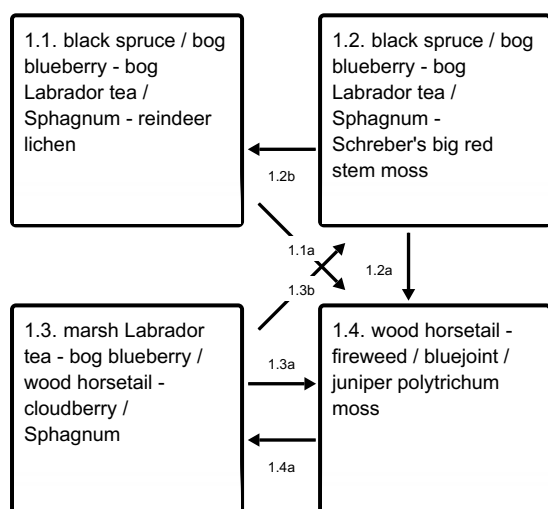 1.1. black spruce / bog
blueberry - bog
Labrador tea /
Sphagnum - reindeer
lichen
1.2. black spruce / bog
blueberry - bog
Labrador tea /
Sphagnum -
Schreber's big red
stem moss
1.2b
1.1a
1.3b
1.2a
1.3. marsh Labrador
tea - bog blueberry /
wood horsetail -
cloudberry /
Sphagnum
1.3a
1.4a
1.4. wood horsetail -
fireweed / bluejoint /
juniper polytrichum
moss